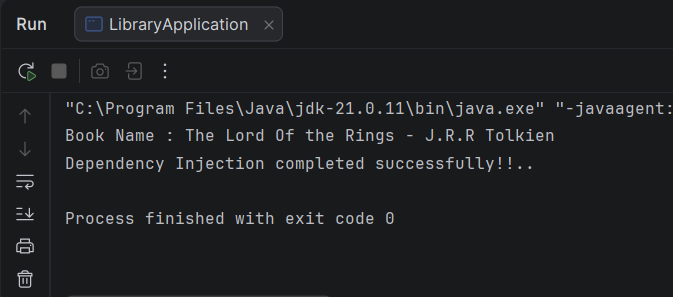 Run LibraryApplication
"C:\Program Files\Java\jdk-21.0.11\bin\java.exe" "-javaagent:
Book Name : The Lord Of the Rings - J.R.R Tolkien
Dependency Injection completed successfully!!..
Process finished with exit code 0